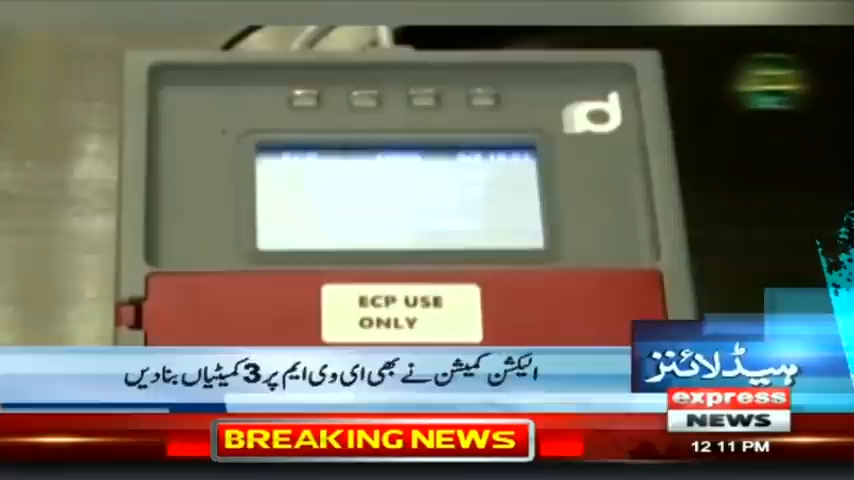 ECP USE
ONLY
الیکشن کمیشن نے بھی ای وی ایم پر 3 کمیٹیاں بنادیں
ہیڈلائنز
express
NEWS
BREAKING NEWS
12 11 PM